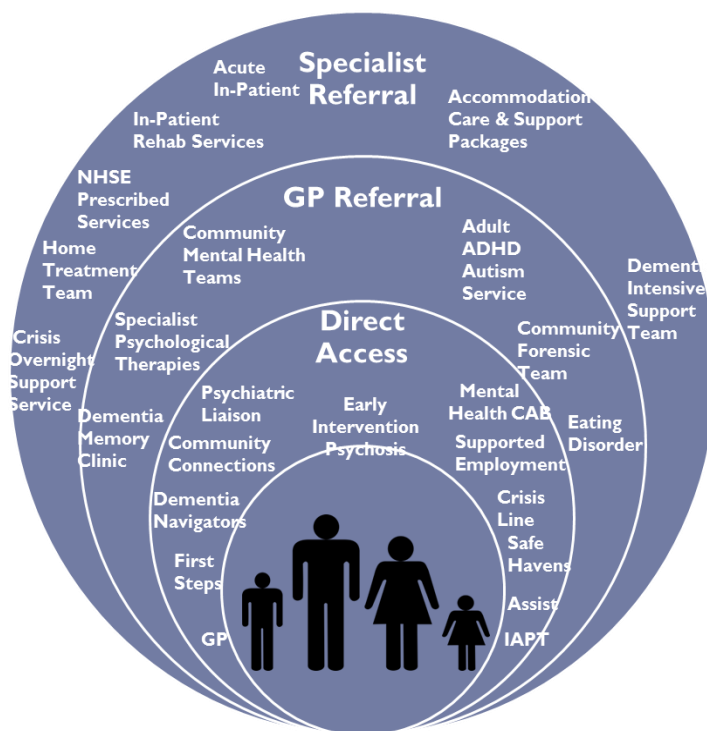 Specialist
Referral
Acute
In-Patient
In-Patient
Rehab Services
Accommodation
Care & Support
Packages
NHSE
Prescribed
Services
Home
Treatment
Team
Crisis
Overnight
Support
Service
Dementia
Intensive
Support
Team
GP Referral
Community
Mental Health
Teams
Adult
ADHD
Autism
Service
Specialist
Psychological
Therapies
Community
Forensic
Team
Dementia
Memory
Clinic
Eating
Disorder
Direct
Access
Psychiatric
Liaison
Early
Intervention
Psychosis
Mental
Health CAB
Community
Connections
Supported
Employment
Dementia
Navigators
Crisis
Line
Safe
Havens
First
Steps
Assist
GP
IAPT